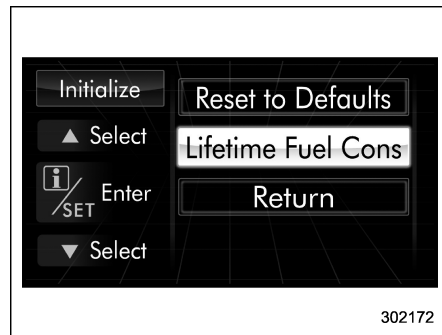 Initialize
▲ Select
i/SET Enter
▼ Select
Reset to Defaults
Lifetime Fuel Cons
Return
302172